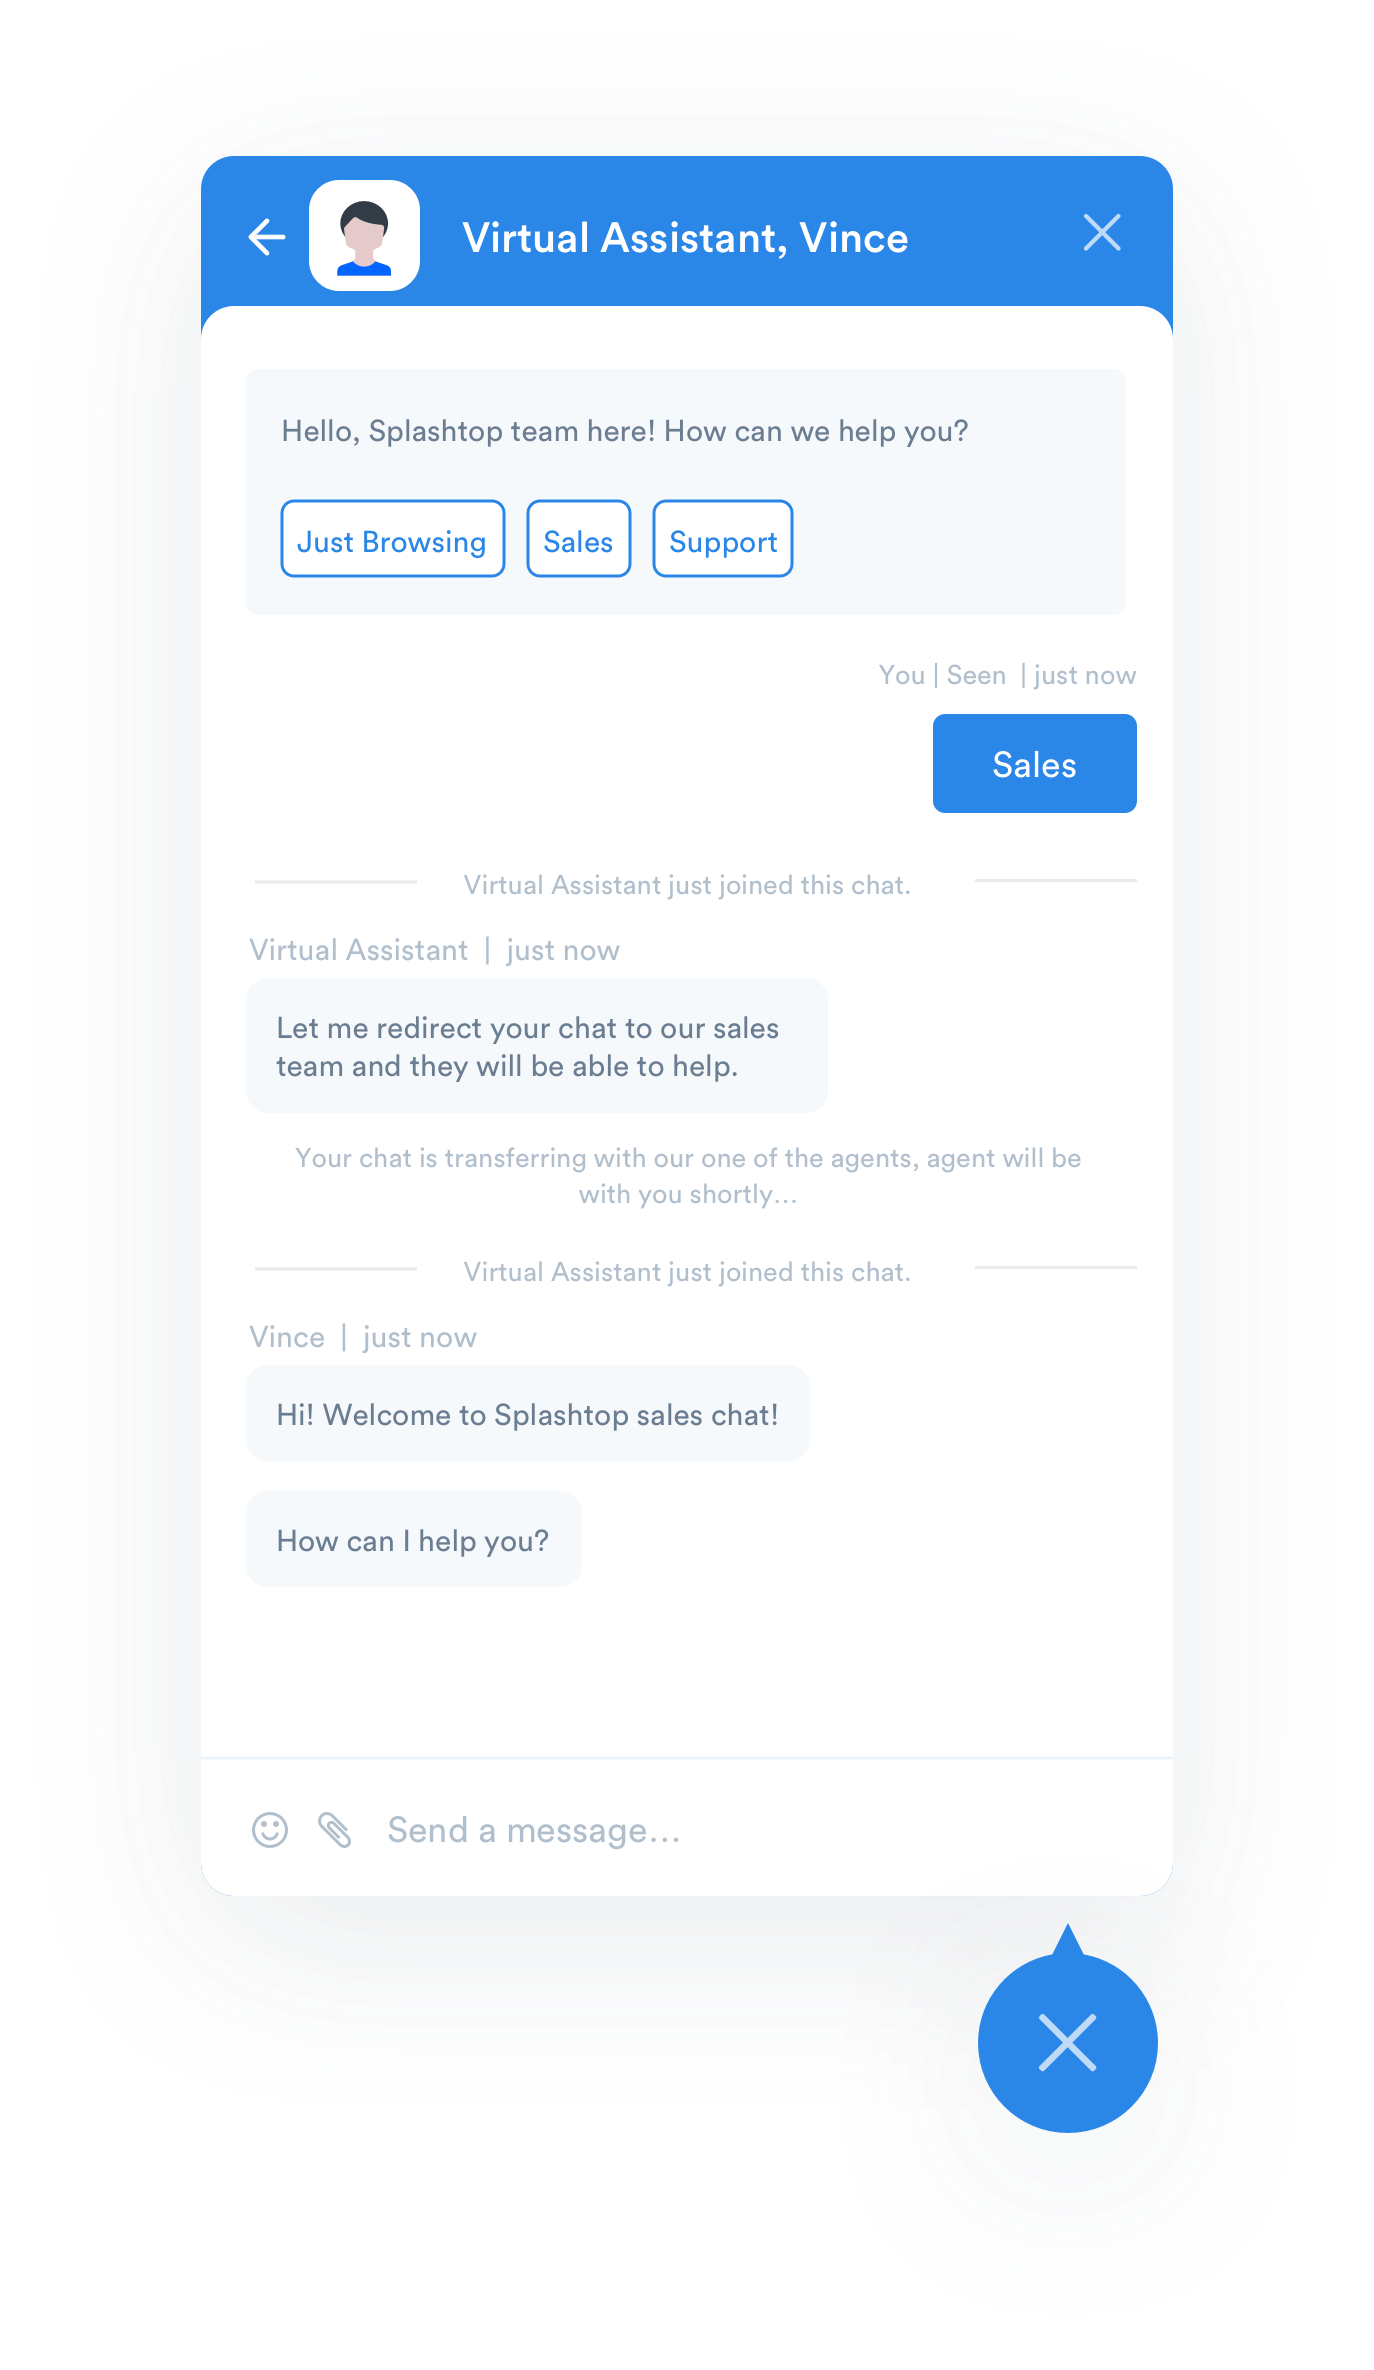 Virtual Assistant, Vince
Hello, Splashtop team here! How can we help you?
Just Browsing
Sales
Support
You | Seen | just now
Sales
Virtual Assistant just joined this chat.
Virtual Assistant | just now
Let me redirect your chat to our sales
team and they will be able to help.
Your chat is transferring with our one of the agents, agent will be
with you shortly...
Virtual Assistant just joined this chat.
Vince | just now
Hi! Welcome to Splashtop sales chat!
How can I help you?
Send a message...